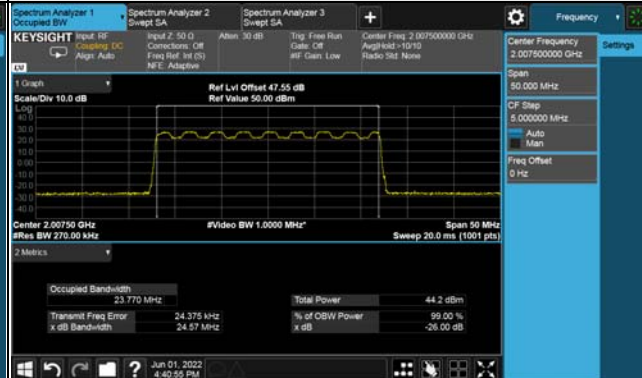 Spectrum Analyzer 1
Occupied BW
Spectrum Analyzer 2
Swept SA
Spectrum Analyzer 3
Swept SA
+
Frequency
KEYSIGHT
Input: RF
Coupling: DC
Align: Auto
Input Z: 50 Ω
Corrections: Off
Freq Ref: Int (S)
NFE: Adaptive
Atten: 30 dB
Trig: Free Run
Gate: Off
#IF Gain: Low
Center Freq: 2.007500000 GHz
Avg|Hold:>10/10
Radio Std: None
LXI
Center Frequency
2.007500000 GHz
Settings
Span
50.000 MHz
CF Step
5.000000 MHz
Auto
Man
Freq Offset
0 Hz
1 Graph
Scale/Div 10.0 dB
Ref Lvl Offset 47.55 dB
Ref Value 50.00 dBm
Log
40.0
30.0
20.0
10.0
0.00
-10.0
-20.0
-30.0
-40.0
Center 2.00750 GHz
#Video BW 1.0000 MHz*
Span 50 MHz
#Res BW 270.00 kHz
Sweep 20.0 ms (1001 pts)
2 Metrics
Occupied Bandwidth
23.770 MHz
Total Power
44.2 dBm
Transmit Freq Error
24.375 kHz
% of OBW Power
99.00 %
x dB Bandwidth
24.57 MHz
x dB
-26.00 dB
?
Jun 01, 2022
4:40:55 PM